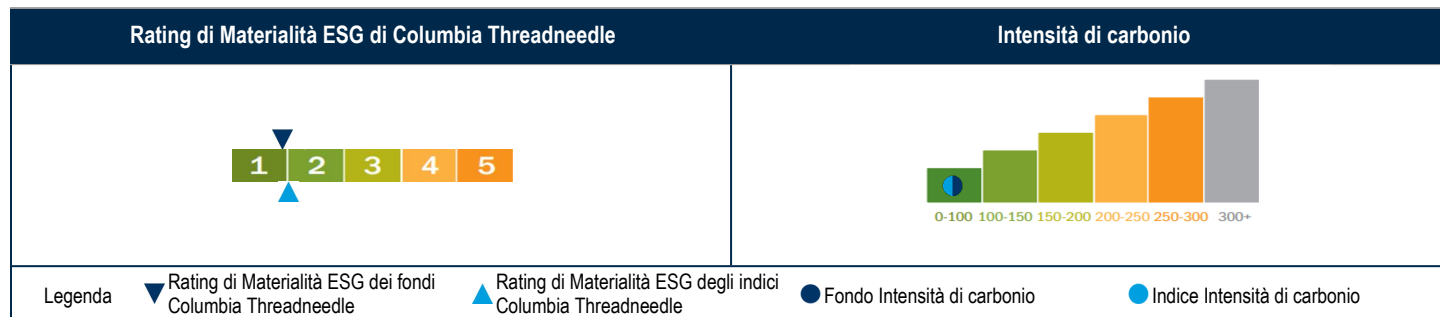 Rating di Materialità ESG di Columbia Threadneedle
Intensità di carbonio
1 2 3 4 5
0-100 100-150 150-200 200-250 250-300 300+
Legenda
Rating di Materialità ESG dei fondi
Columbia Threadneedle
Rating di Materialità ESG degli indici
Columbia Threadneedle
Fondo Intensità di carbonio
Indice Intensità di carbonio